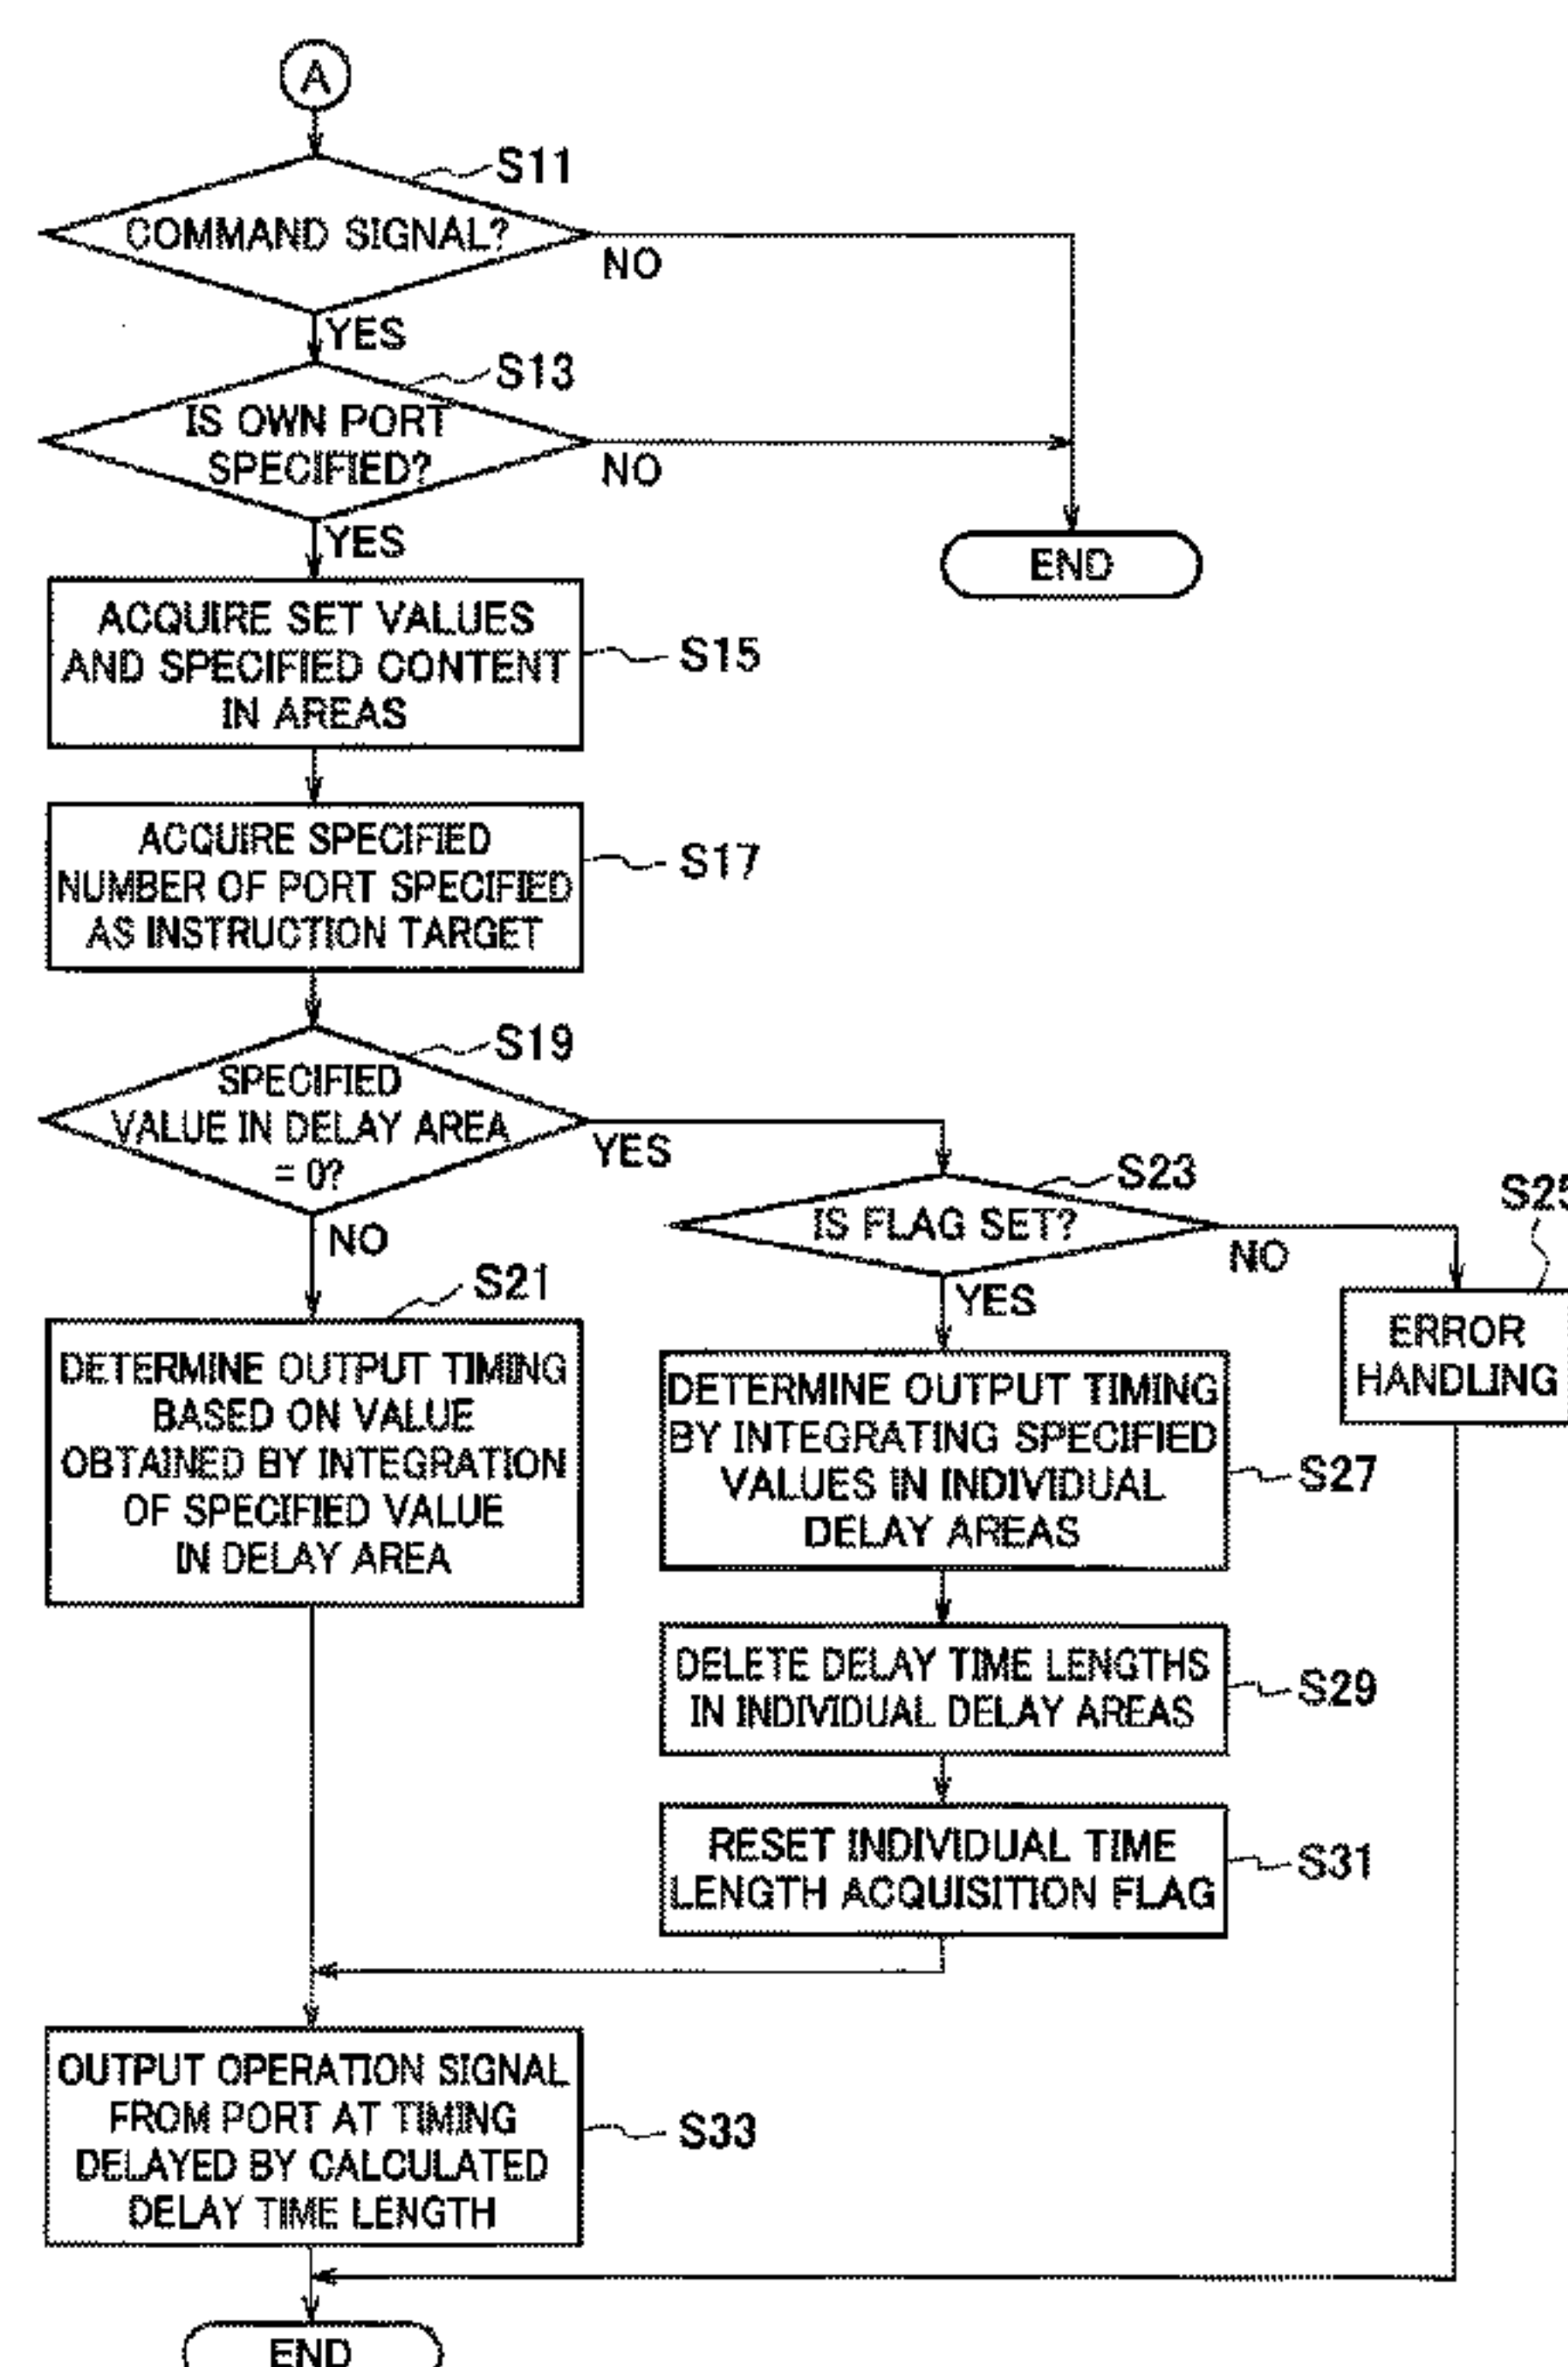 A
S11
COMMAND SIGNAL?
NO
YES
S13
IS OWN PORT
SPECIFIED?
NO
YES
END
ACQUIRE SET VALUES
AND SPECIFIED CONTENT
IN AREAS
S15
ACQUIRE SPECIFIED
NUMBER OF PORT SPECIFIED
AS INSTRUCTION TARGET
S17
S19
SPECIFIED
VALUE IN DELAY AREA
= 0?
YES
NO
S23
IS FLAG SET?
NO
YES
S25
ERROR
HANDLING
S21
DETERMINE OUTPUT TIMING
BASED ON VALUE
OBTAINED BY INTEGRATION
OF SPECIFIED VALUE
IN DELAY AREA
DETERMINE OUTPUT TIMING
BY INTEGRATING SPECIFIED
VALUES IN INDIVIDUAL
DELAY AREAS
S27
DELETE DELAY TIME LENGTHS
IN INDIVIDUAL DELAY AREAS
S29
RESET INDIVIDUAL TIME
LENGTH ACQUISITION FLAG
S31
OUTPUT OPERATION SIGNAL
FROM PORT AT TIMING
DELAYED BY CALCULATED
DELAY TIME LENGTH
S33
END